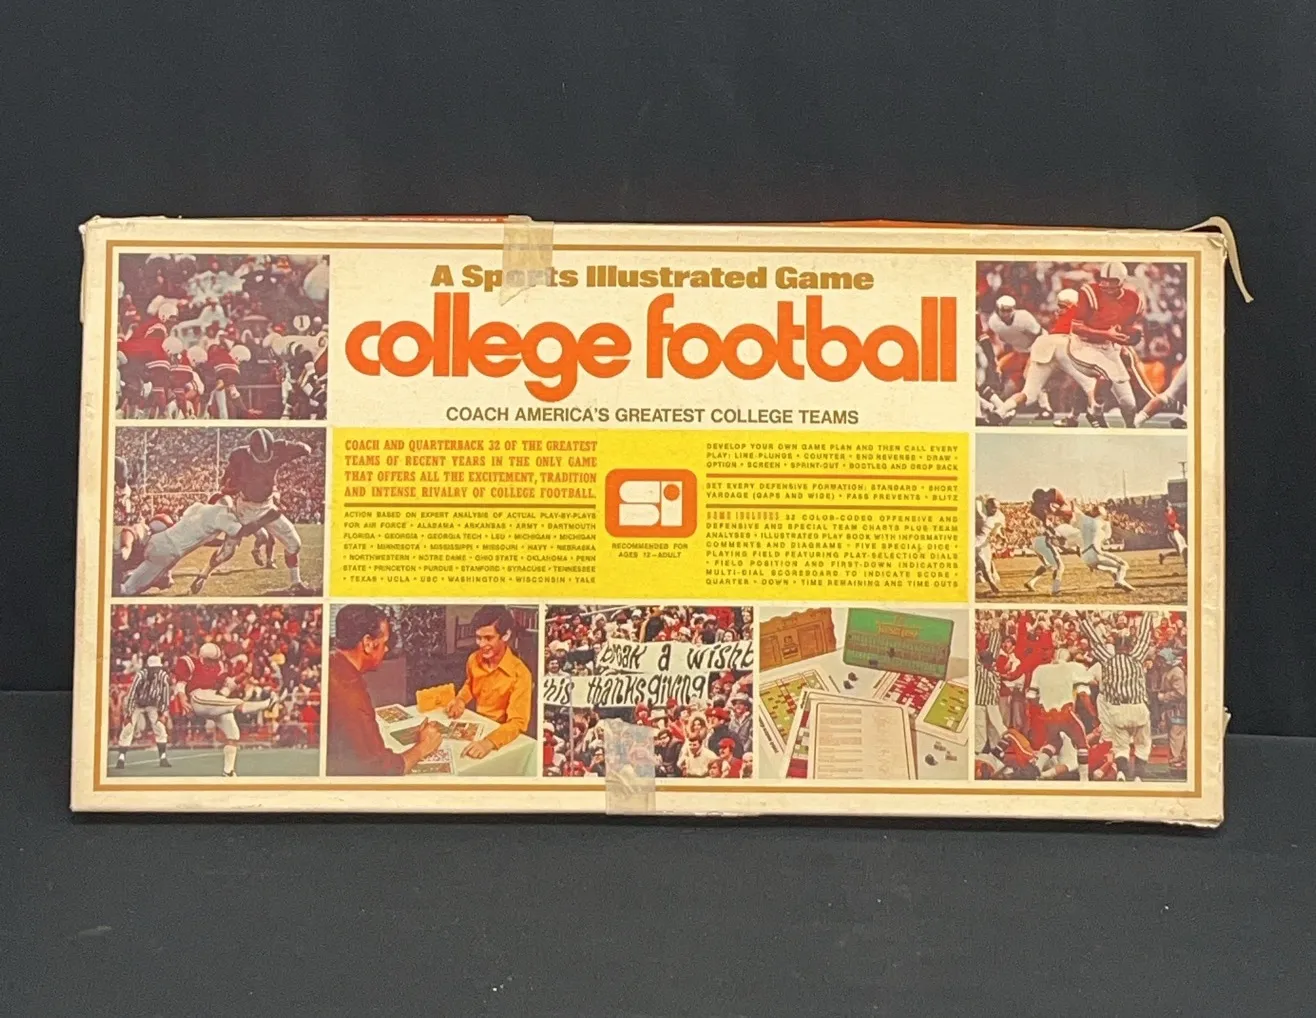 A Sports Illustrated Game
college football
COACH AMERICA'S GREATEST COLLEGE TEAMS
COACH AND QUARTERBACK 32 OF THE GREATEST
TEAMS OF RECENT YEARS IN THE ONLY GAME
THAT OFFERS ALL THE EXCITEMENT, TRADITION
AND INTENSE RIVALRY OF COLLEGE FOOTBALL.
ACTION BASED ON EXPERT ANALYSIS OF ACTUAL PLAY-BY-PLAYS
FOR AIR FORCE • ALABAMA • ARKANSAS • ARMY • DARTMOUTH
FLORIDA • GEORGIA • GEORGIA TECH • LSU • MICHIGAN • MICHIGAN
STATE • MINNESOTA • MISSISSIPPI • MISSOURI • NAVY • NEBRASKA
• NORTHWESTERN • NOTRE DAME • OHIO STATE • OKLAHOMA • PENN
STATE • PRINCETON • PURDUE • STANFORD • SYRACUSE • TENNESSEE
• TEXAS • UCLA • USC • WASHINGTON • WISCONSIN • YALE
SI
RECOMMENDED FOR
AGES 12-ADULT
DEVELOP YOUR OWN GAME PLAN AND THEN CALL EVERY
PLAY: LINE PLUNGE • COUNTER • END REVERSE • DRAW •
OPTION • SCREEN • SPRINT-OUT • BOOTLEG AND DROP BACK
SET EVERY DEFENSIVE FORMATION: STANDARD • SHORT
YARDAGE (GAPS AND WIDE) • PASS PREVENTS • BLITZ
GAME INCLUDES 32 COLOR-CODED OFFENSIVE AND
DEFENSIVE AND SPECIAL TEAM CHARTS PLUS TEAM
ANALYSES • ILLUSTRATED PLAY BOOK WITH INFORMATIVE
COMMENTS AND DIAGRAMS • FIVE SPECIAL DICE •
PLAYING FIELD FEATURING PLAY-SELECTION DIALS
• FIELD POSITION AND FIRST-DOWN INDICATORS
MULTI-DIAL SCOREBOARD TO INDICATE SCORE •
QUARTER • DOWN • TIME REMAINING AND TIME OUTS
break a wishb
this thanksgiving